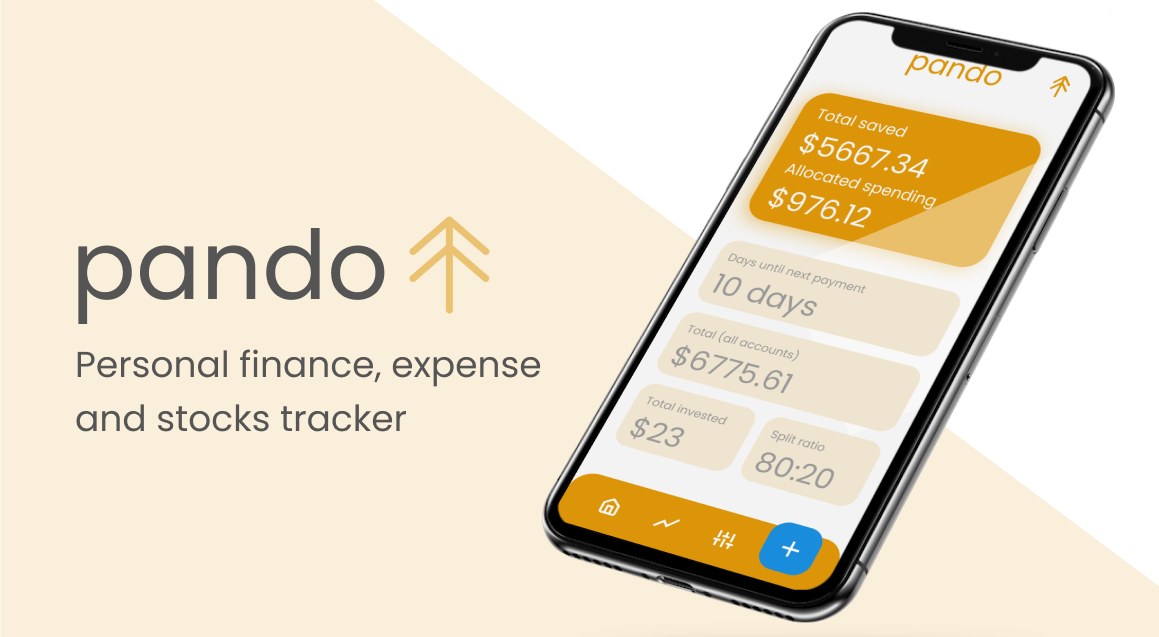 pando
Personal finance, expense
and stocks tracker
pando
Total saved
$5667.34
Allocated spending
$976.12
Days until next payment
10 days
Total (all accounts)
$6775.61
Total invested
$23
Split ratio
80:20